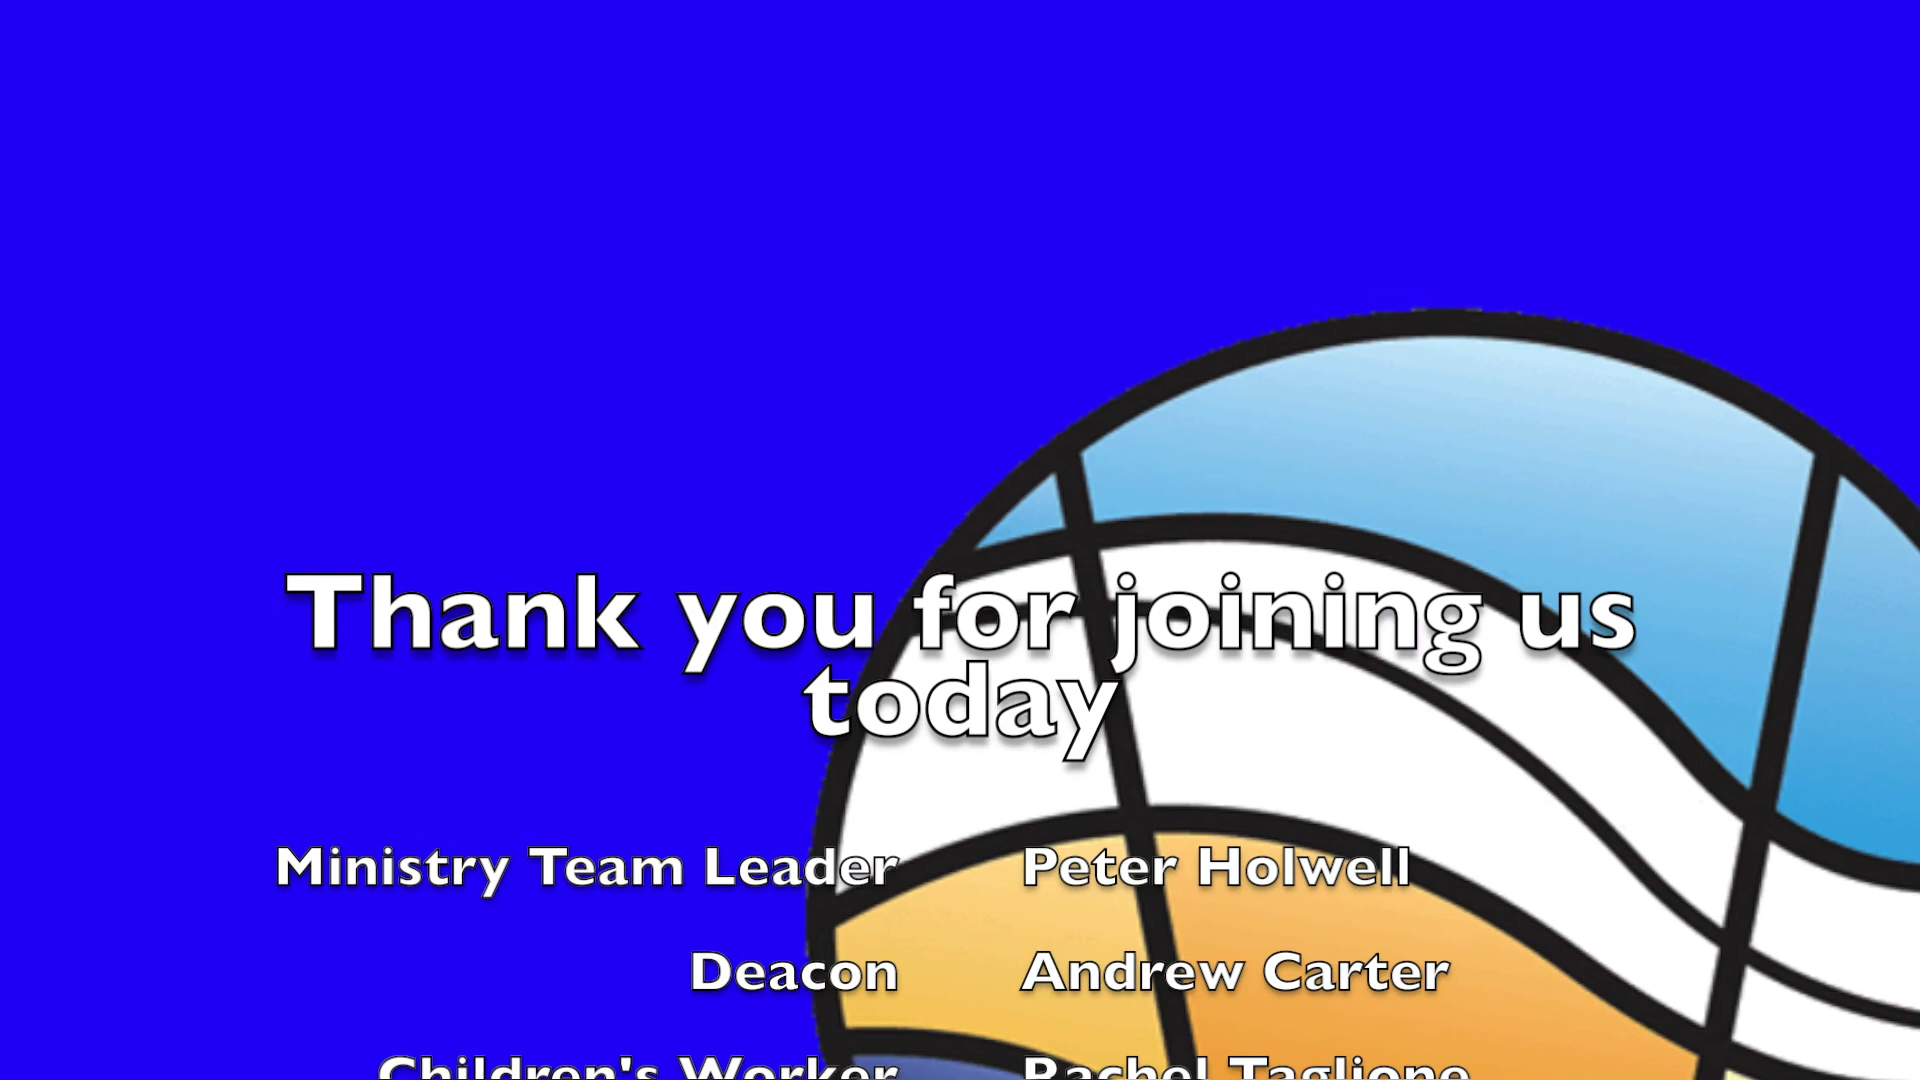 Thank you for joining us
today
Ministry Team Leader Peter Holwell
Deacon Andrew Carter
Children's Worker Rachel Taglione